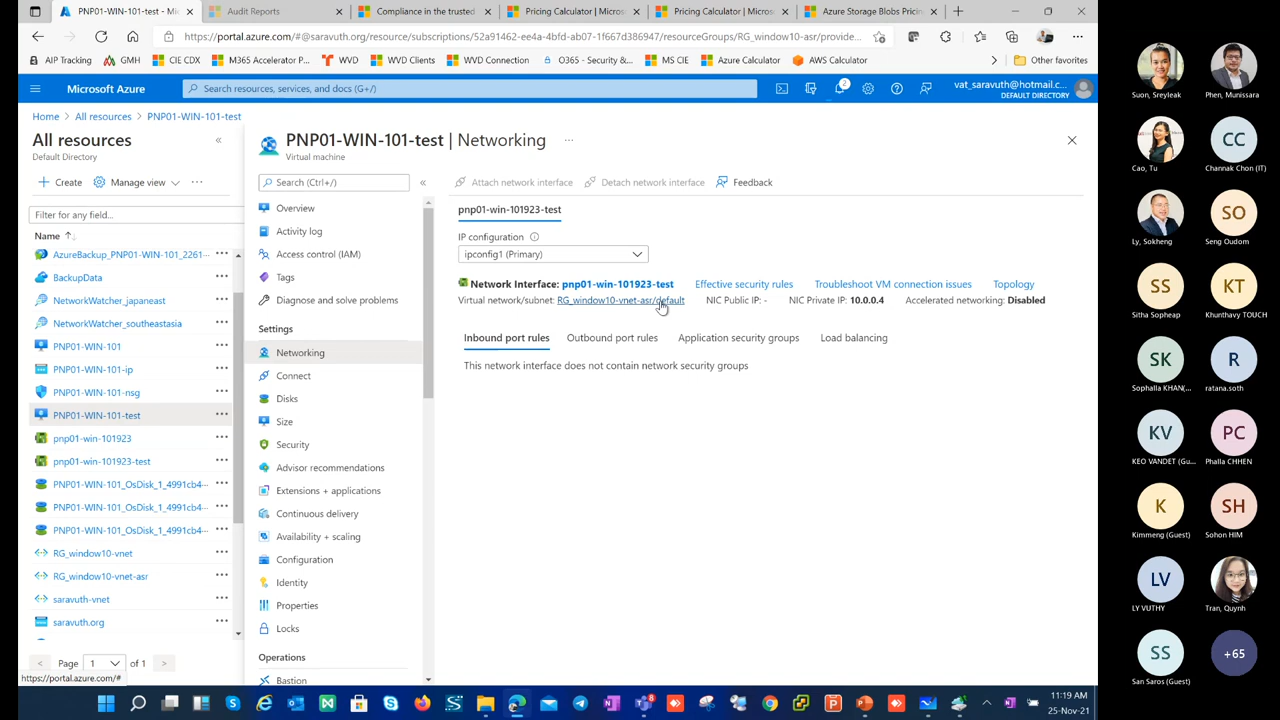 PNP01-WIN-101-test - Mi
Audit Reports
Compliance in the trusted
Pricing Calculator | Micros
Pricing Calculator | Micros
Azure Storage Blobs Pricin
https://portal.azure.com/#@saravuth.org/resource/subscriptions/52a91462-ee4a-4bfd-ab07-1f667d386947/resourceGroups/RG_window10-asr/provide...
AIP Tracking
GMH
CIE CDX
M365 Accelerator P...
WVD
WVD Clients
WVD Connection
O365 - Security &...
MS CIE
Azure Calculator
AWS Calculator
Other favorites
Microsoft Azure
Search resources, services, and docs (G+/)
2
vat_saravuth@hotmail.c...
DEFAULT DIRECTORY
Home
All resources
PNP01-WIN-101-test
All resources
Default Directory
Create
Manage view
Filter for any field...
Name
AzureBackup_PNP01-WIN-101_2261...
BackupData
NetworkWatcher_japaneast
NetworkWatcher_southeastasia
PNP01-WIN-101
PNP01-WIN-101-ip
PNP01-WIN-101-nsg
PNP01-WIN-101-test
pnp01-win-101923
pnp01-win-101923-test
PNP01-WIN-101_OsDisk_1_4991cb4...
PNP01-WIN-101_OsDisk_1_4991cb4...
PNP01-WIN-101_OsDisk_1_4991cb4...
RG_window10-vnet
RG_window10-vnet-asr
saravuth-vnet
saravuth.org
Page 1 of 1
https://portal.azure.com/#
PNP01-WIN-101-test | Networking
Virtual machine
Search (Ctrl+/)
Overview
Activity log
Access control (IAM)
Tags
Diagnose and solve problems
Settings
Networking
Connect
Disks
Size
Security
Advisor recommendations
Extensions + applications
Continuous delivery
Availability + scaling
Configuration
Identity
Properties
Locks
Operations
Bastion
Attach network interface
Detach network interface
Feedback
pnp01-win-101923-test
IP configuration
ipconfig1 (Primary)
Network Interface: pnp01-win-101923-test
Effective security rules
Troubleshoot VM connection issues
Topology
Virtual network/subnet: RG_window10-vnet-asr/default
NIC Public IP: -
NIC Private IP: 10.0.0.4
Accelerated networking: Disabled
Inbound port rules
Outbound port rules
Application security groups
Load balancing
This network interface does not contain network security groups
Suon, Sreyleak
Phen, Munissara
Cao, Tu
CC
Channak Chon (IT)
Ly, Sokheng
SO
Seng Oudom
SS
Sitha Sopheap
KT
Khunthavy TOUCH
SK
Sophalla KHAN(...
R
ratana.soth
KV
KEO VANDET (Gu...
PC
Phalla CHHEN
K
Kimmeng (Guest)
SH
Sohon HIM
LV
LY VUTHY
Tran, Quynh
SS
San Saros (Guest)
+65
11:19 AM
25-Nov-21